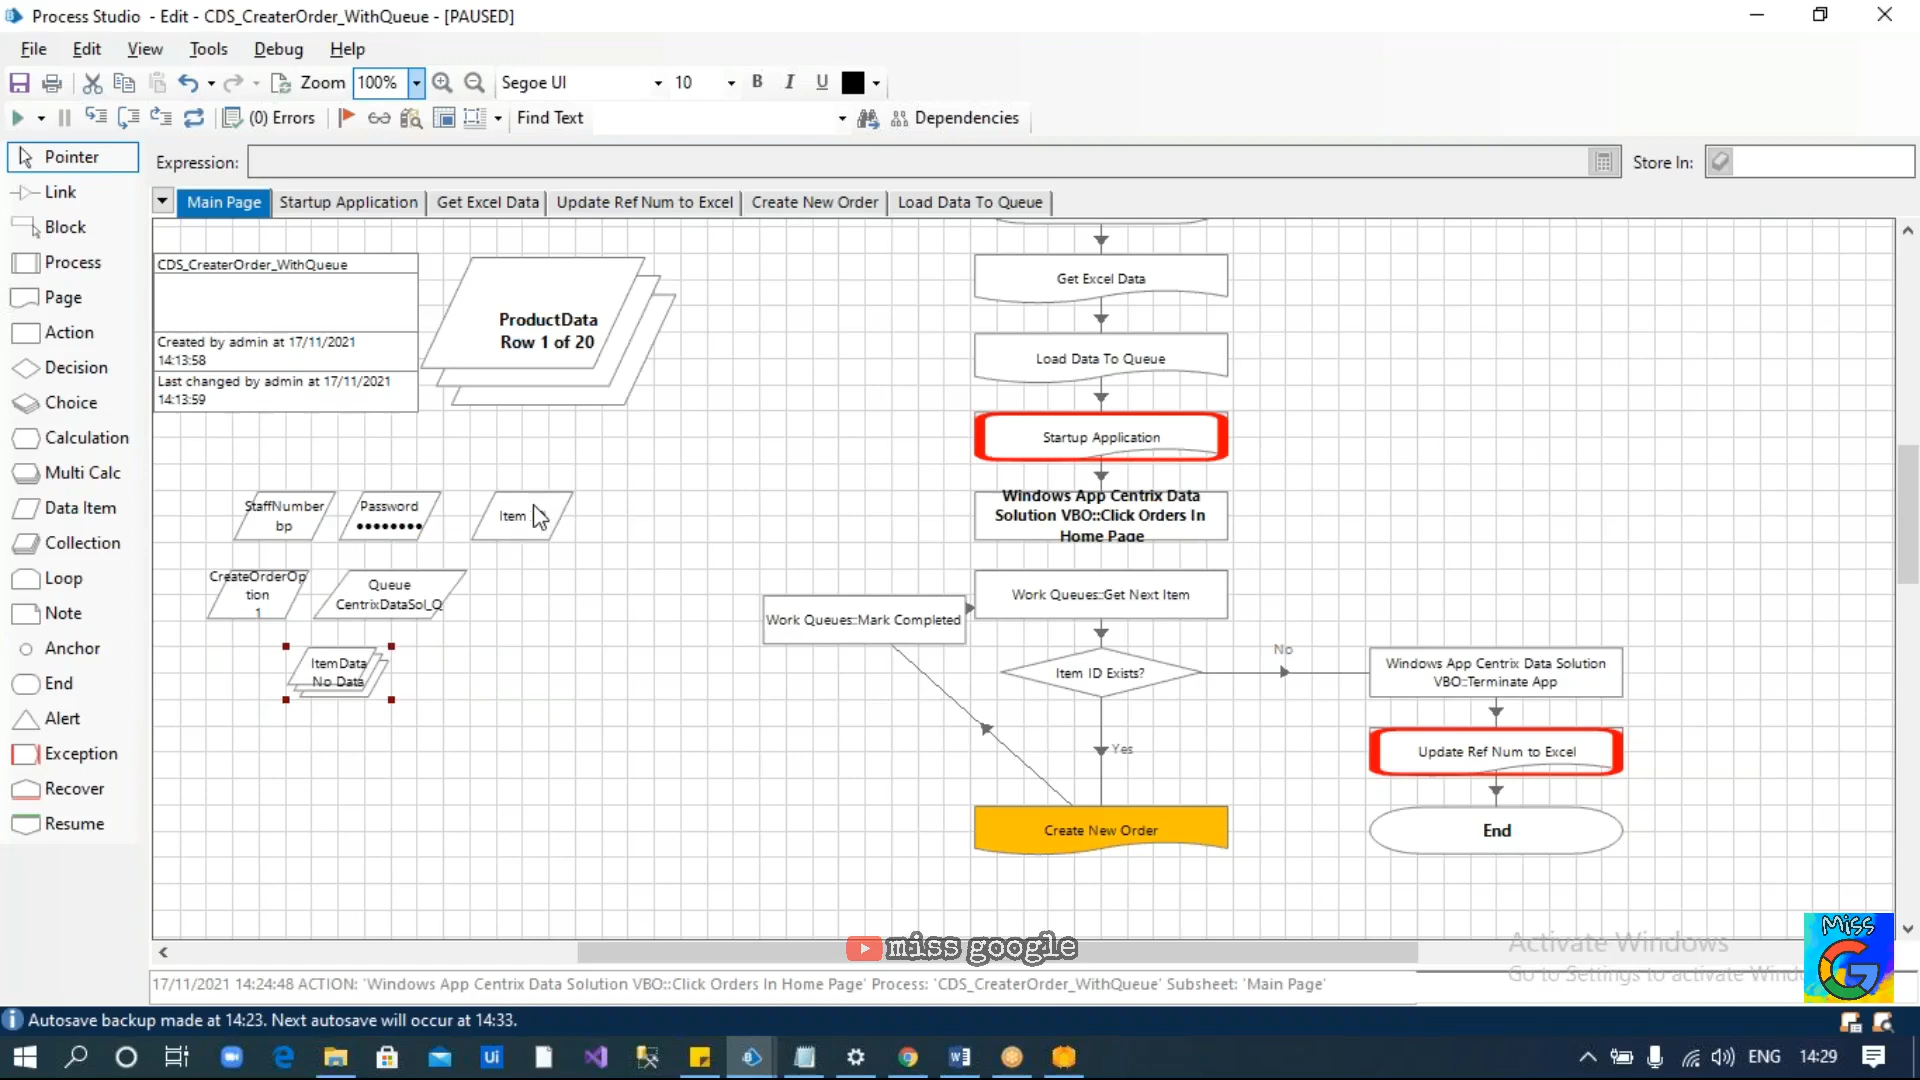 Process Studio - Edit - CDS_CreaterOrder_WithQueue - [PAUSED]
File Edit View Tools Debug Help
Zoom 100% Segoe UI 10 B I U
(0) Errors Find Text Dependencies
Pointer
Expression:
Store In:
Link
Block
Process
Page
Action
Decision
Choice
Calculation
Multi Calc
Data Item
Collection
Loop
Note
Anchor
End
Alert
Exception
Recover
Resume
Main Page Startup Application Get Excel Data Update Ref Num to Excel Create New Order Load Data To Queue
CDS_CreaterOrder_WithQueue
Created by admin at 17/11/2021
14:13:58
Last changed by admin at 17/11/2021
14:13:59
ProductData
Row 1 of 20
StaffNumber
bp
Password
••••••••
Item
CreateOrderOp
tion
1
Queue
CentrixDataSol_Q
ItemData
No Data
Get Excel Data
Load Data To Queue
Startup Application
Windows App Centrix Data
Solution VBO::Click Orders In
Home Page
Work Queues::Get Next Item
Work Queues::Mark Completed
Item ID Exists?
No
Yes
Windows App Centrix Data Solution
VBO::Terminate App
Update Ref Num to Excel
Create New Order
End
miss google
Activate Windows
Go to Settings to activate Wind
Miss
G
17/11/2021 14:24:48 ACTION: 'Windows App Centrix Data Solution VBO::Click Orders In Home Page' Process: 'CDS_CreaterOrder_WithQueue' Subsheet: 'Main Page'
Autosave backup made at 14:23. Next autosave will occur at 14:33.
Ui
ENG 14:29